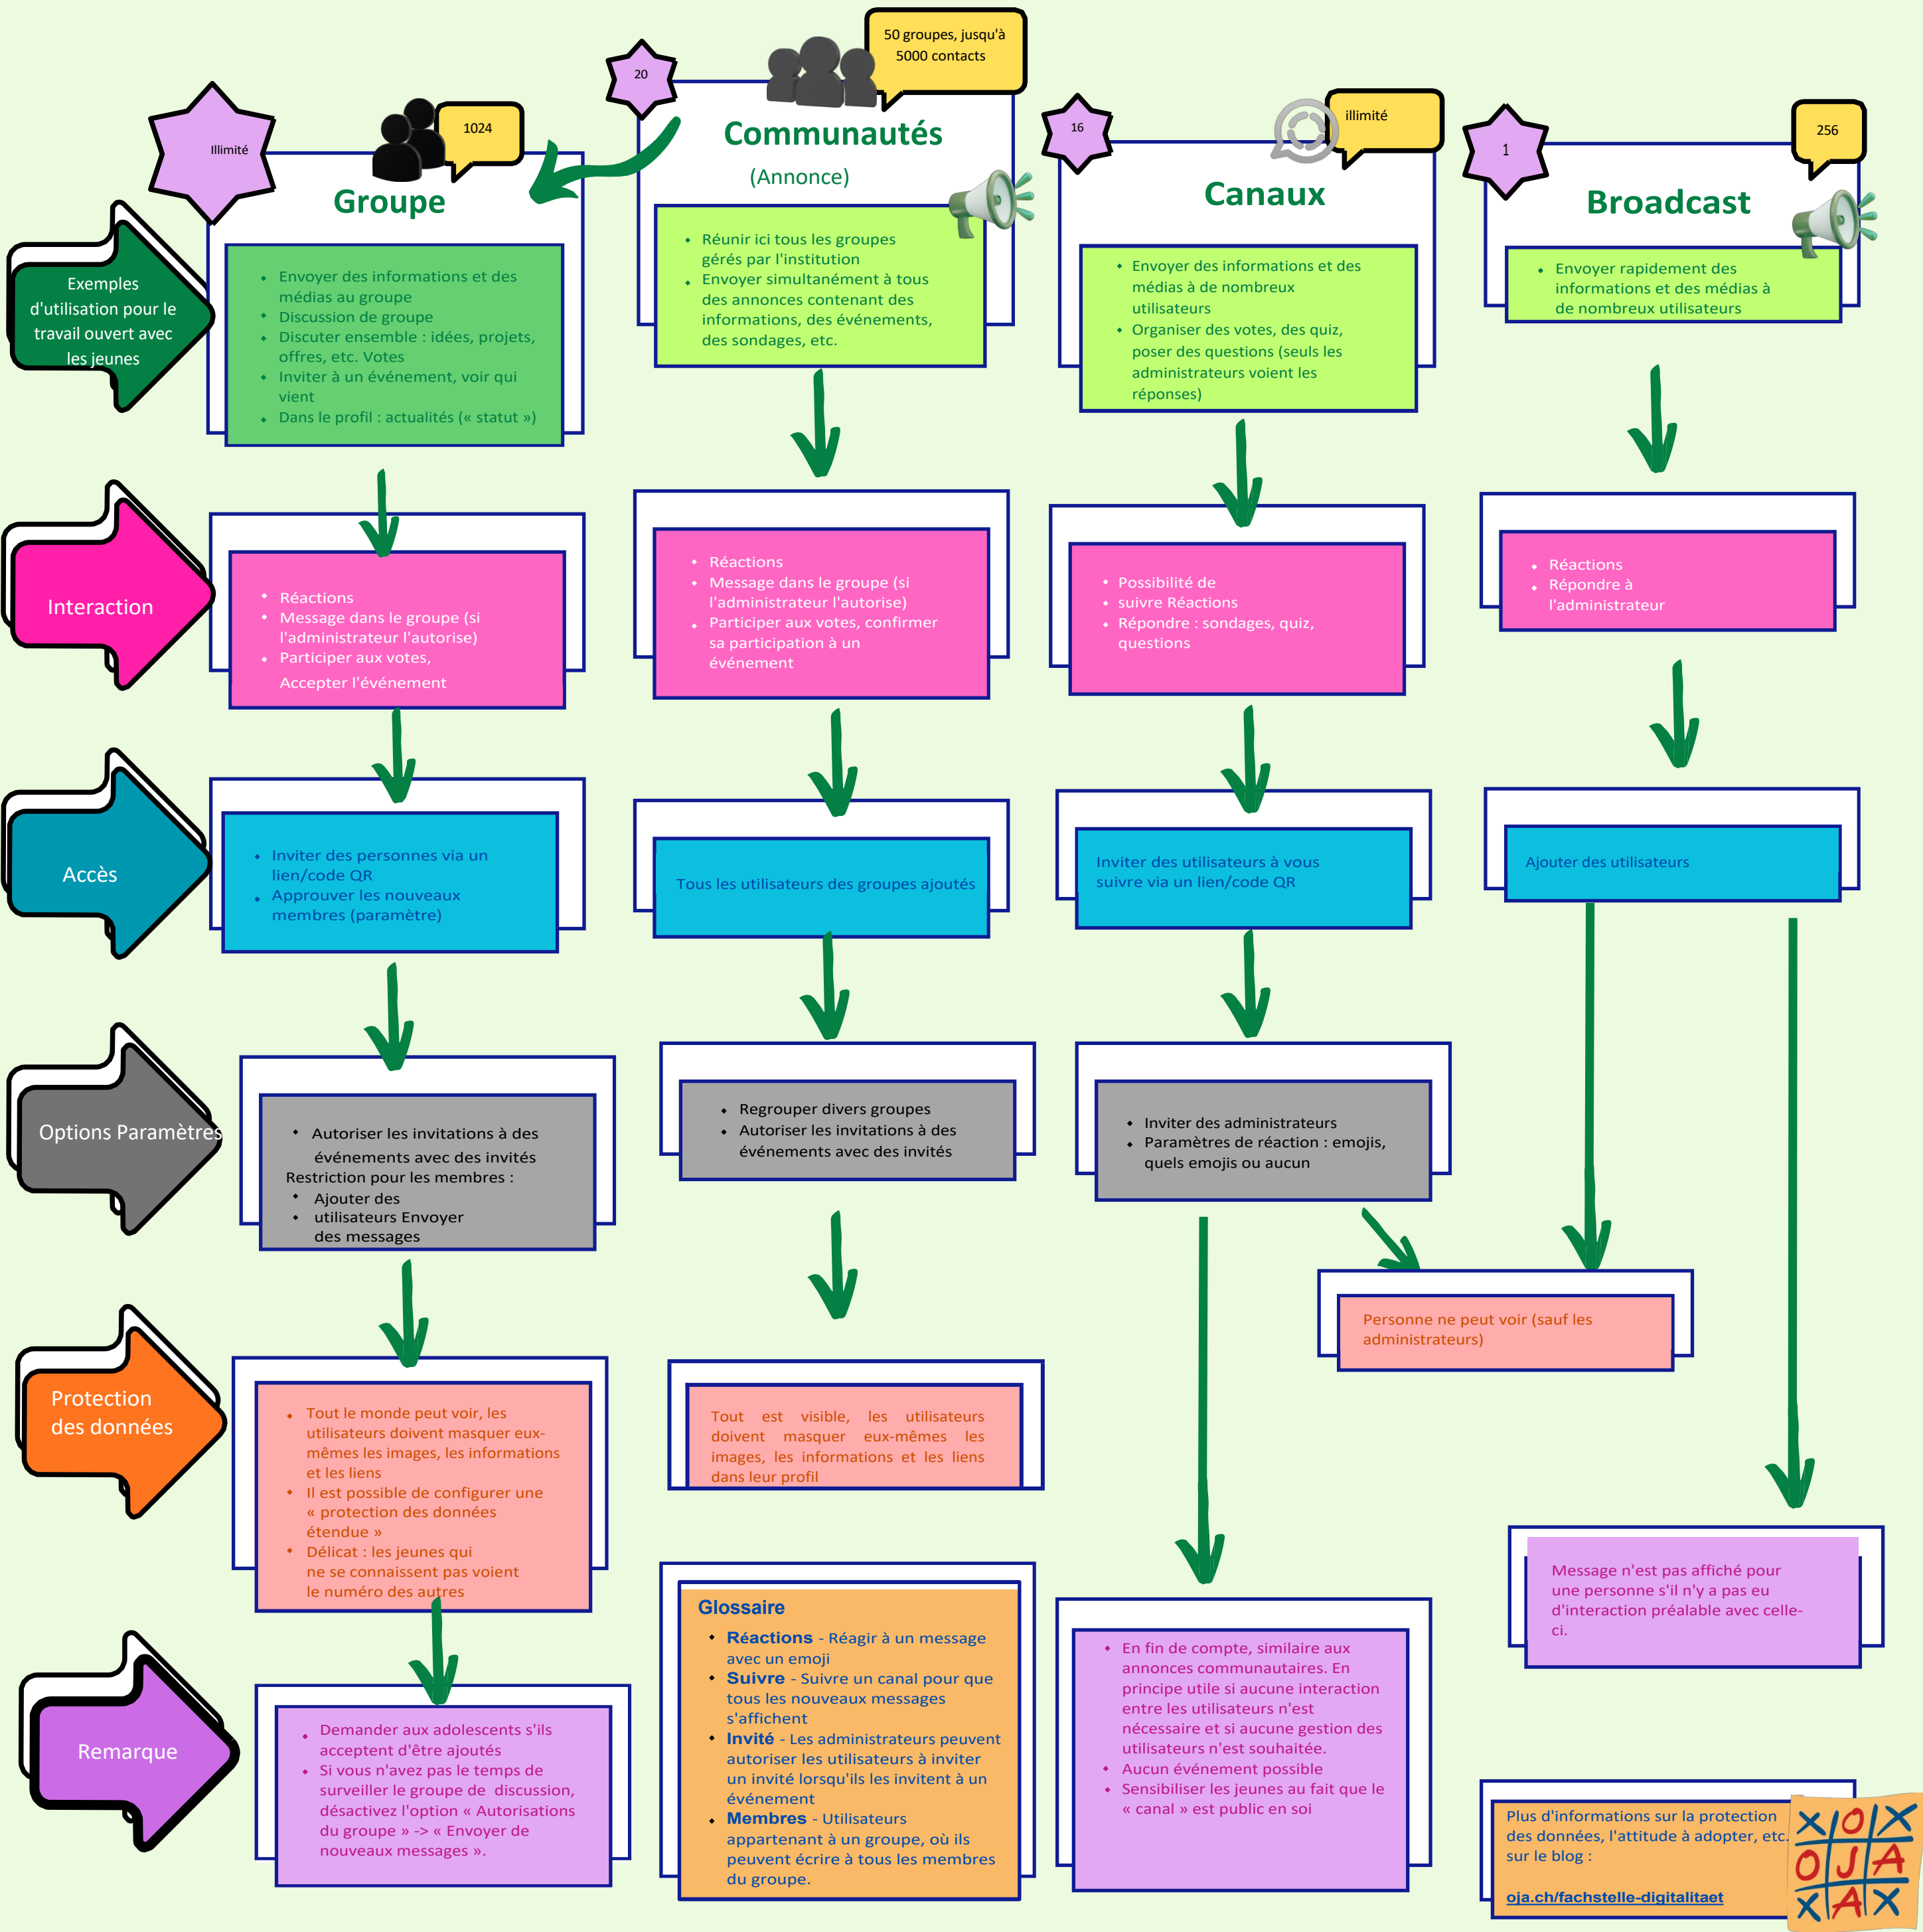 Illimité
1024
Groupe
20
50 groupes, jusqu'à
5000 contacts
Communautés
(Annonce)
16
illimité
Canaux
1
256
Broadcast
Exemples
d'utilisation pour le
travail ouvert avec
les jeunes
Envoyer des informations et des
médias au groupe
Discussion de groupe
Discuter ensemble : idées, projets,
offres, etc. Votes
Inviter à un événement, voir qui
vient
Dans le profil : actualités (« statut »)
Réunir ici tous les groupes
gérés par l'institution
Envoyer simultanément à tous
des annonces contenant des
informations, des événements,
des sondages, etc.
Envoyer des informations et des
médias à de nombreux
utilisateurs
Organiser des votes, des quiz,
poser des questions (seuls les
administrateurs voient les
réponses)
Envoyer rapidement des
informations et des médias à
de nombreux utilisateurs
Interaction
Réactions
Message dans le groupe (si
l'administrateur l'autorise)
Participer aux votes,
Accepter l'événement
Réactions
Message dans le groupe (si
l'administrateur l'autorise)
Participer aux votes, confirmer
sa participation à un
événement
Possibilité de
suivre Réactions
Répondre : sondages, quiz,
questions
Réactions
Répondre à
l'administrateur
Accès
Inviter des personnes via un
lien/code QR
Approuver les nouveaux
membres (paramètre)
Tous les utilisateurs des groupes ajoutés
Inviter des utilisateurs à vous
suivre via un lien/code QR
Ajouter des utilisateurs
Options Paramètres
Autoriser les invitations à des
événements avec des invités
Restriction pour les membres :
Ajouter des
utilisateurs Envoyer
des messages
Regrouper divers groupes
Autoriser les invitations à des
événements avec des invités
Inviter des administrateurs
Paramètres de réaction : emojis,
quels emojis ou aucun
Protection
des données
Tout le monde peut voir, les
utilisateurs doivent masquer eux-
mêmes les images, les informations
et les liens
Il est possible de configurer une
« protection des données
étendue »
Délicat : les jeunes qui
ne se connaissent pas voient
le numéro des autres
Tout est visible, les utilisateurs
doivent masquer eux-mêmes les
images, les informations et les liens
dans leur profil
Personne ne peut voir (sauf les
administrateurs)
Remarque
Demander aux adolescents s'ils
acceptent d'être ajoutés
Si vous n'avez pas le temps de
surveiller le groupe de discussion,
désactivez l'option « Autorisations
du groupe » -> « Envoyer de
nouveaux messages ».
Glossaire
Réactions - Réagir à un message
avec un emoji
Suivre - Suivre un canal pour que
tous les nouveaux messages
s'affichent
Invité - Les administrateurs peuvent
autoriser les utilisateurs à inviter
un invité lorsqu'ils les invitent à un
événement
Membres - Utilisateurs
appartenant à un groupe, où ils
peuvent écrire à tous les membres
du groupe.
En fin de compte, similaire aux
annonces communautaires. En
principe utile si aucune interaction
entre les utilisateurs n'est
nécessaire et si aucune gestion des
utilisateurs n'est souhaitée.
Aucun événement possible
Sensibiliser les jeunes au fait que le
« canal » est public en soi
Message n'est pas affiché pour
une personne s'il n'y a pas eu
d'interaction préalable avec celle-
ci.
Plus d'informations sur la protection
des données, l'attitude à adopter, etc.
sur le blog :
oja.ch/fachstelle-digitalitaet
X O X
O J A
X A X